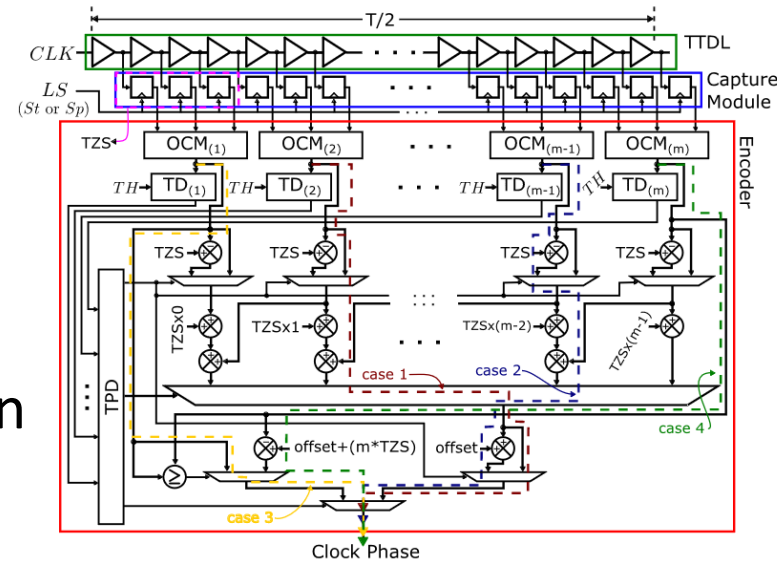 T/2
TTDL
CLK
LS
(St or Sp)
Capture
Module
TZS
Encoder
OCM(1)
OCM(2)
OCM(m-1)
OCM(m)
TH
TD(1)
TH
TD(2)
TH
TD(m-1)
TH
TD(m)
TZS
TZS
TZS
TZS
TZSx0
TZSx1
TZSx(m-2)
TZSx(m-1)
TPD
case 1
case 2
n
case 4
offset+(m*TZS)
offset
≥
case 3
Clock Phase